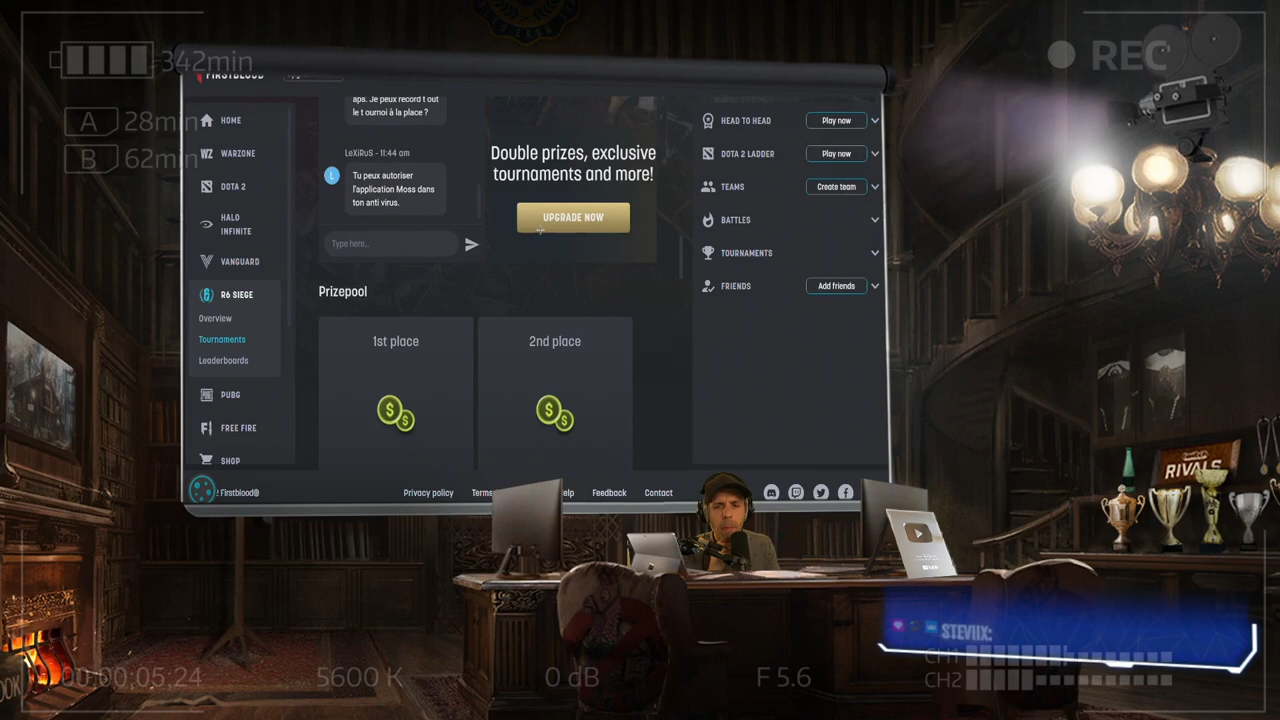 342min
REC
A 28min
B 62min
FIRSTBLOOD
HOME
WARZONE
DOTA 2
HALO
INFINITE
VANGUARD
R6 SIEGE
Overview
Tournaments
Leaderboards
PUBG
FREE FIRE
SHOP
aps. Je peux record t out
le t ournoi à la place ?
LeXiRuS - 11:44 am
L
Tu peux autoriser
l'application Moss dans
ton anti virus.
Type here...
Double prizes, exclusive
tournaments and more!
UPGRADE NOW
Prizepool
1st place
2nd place
HEAD TO HEAD Play now
DOTA 2 LADDER Play now
TEAMS Create team
BATTLES
TOURNAMENTS
FRIENDS Add friends
Firstblood®
Privacy policy
Terms
elp
Feedback
Contact
RIVALS
STEVIIX:
00:00:05:24
5600 K
0 dB
F 5.6
CH1
CH2